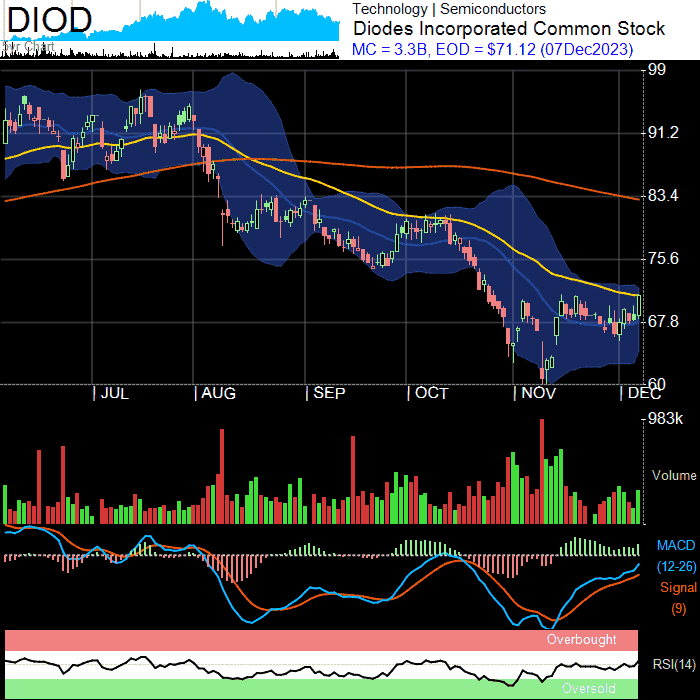 DIOD
2yr Chart
Technology | Semiconductors
Diodes Incorporated Common Stock
MC = 3.3B, EOD = $71.12 (07Dec2023)
99
91.2
83.4
75.6
67.8
60
JUL AUG SEP OCT NOV DEC
983k
Volume
MACD
(12-26)
Signal
(9)
Overbought
RSI(14)
Oversold